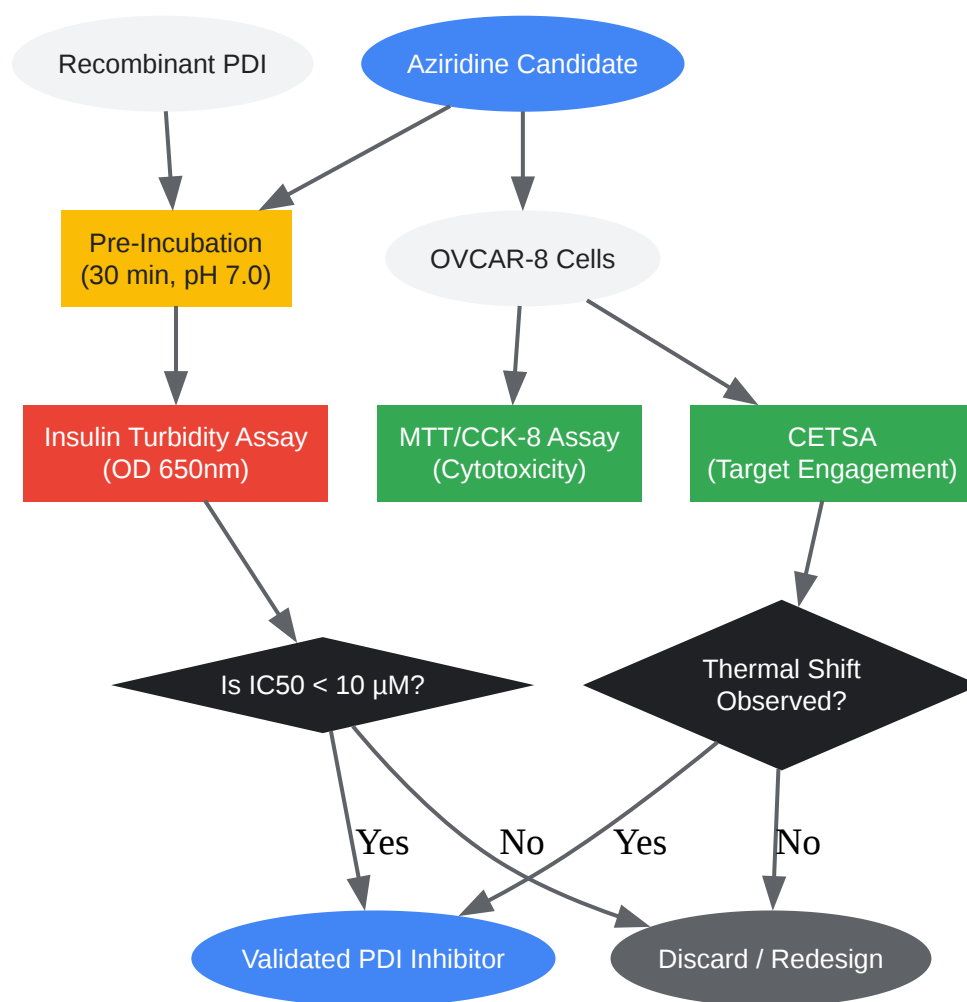 Recombinant PDI
Aziridine Candidate
Pre-Incubation
(30 min, pH 7.0)
OVCAR-8 Cells
Insulin Turbidity Assay
(OD 650nm)
MTT/CCK-8 Assay
(Cytotoxicity)
CETSA
(Target Engagement)
Is IC50 < 10 µM?
Thermal Shift
Observed?
Yes
No
Yes
No
Validated PDI Inhibitor
Discard / Redesign